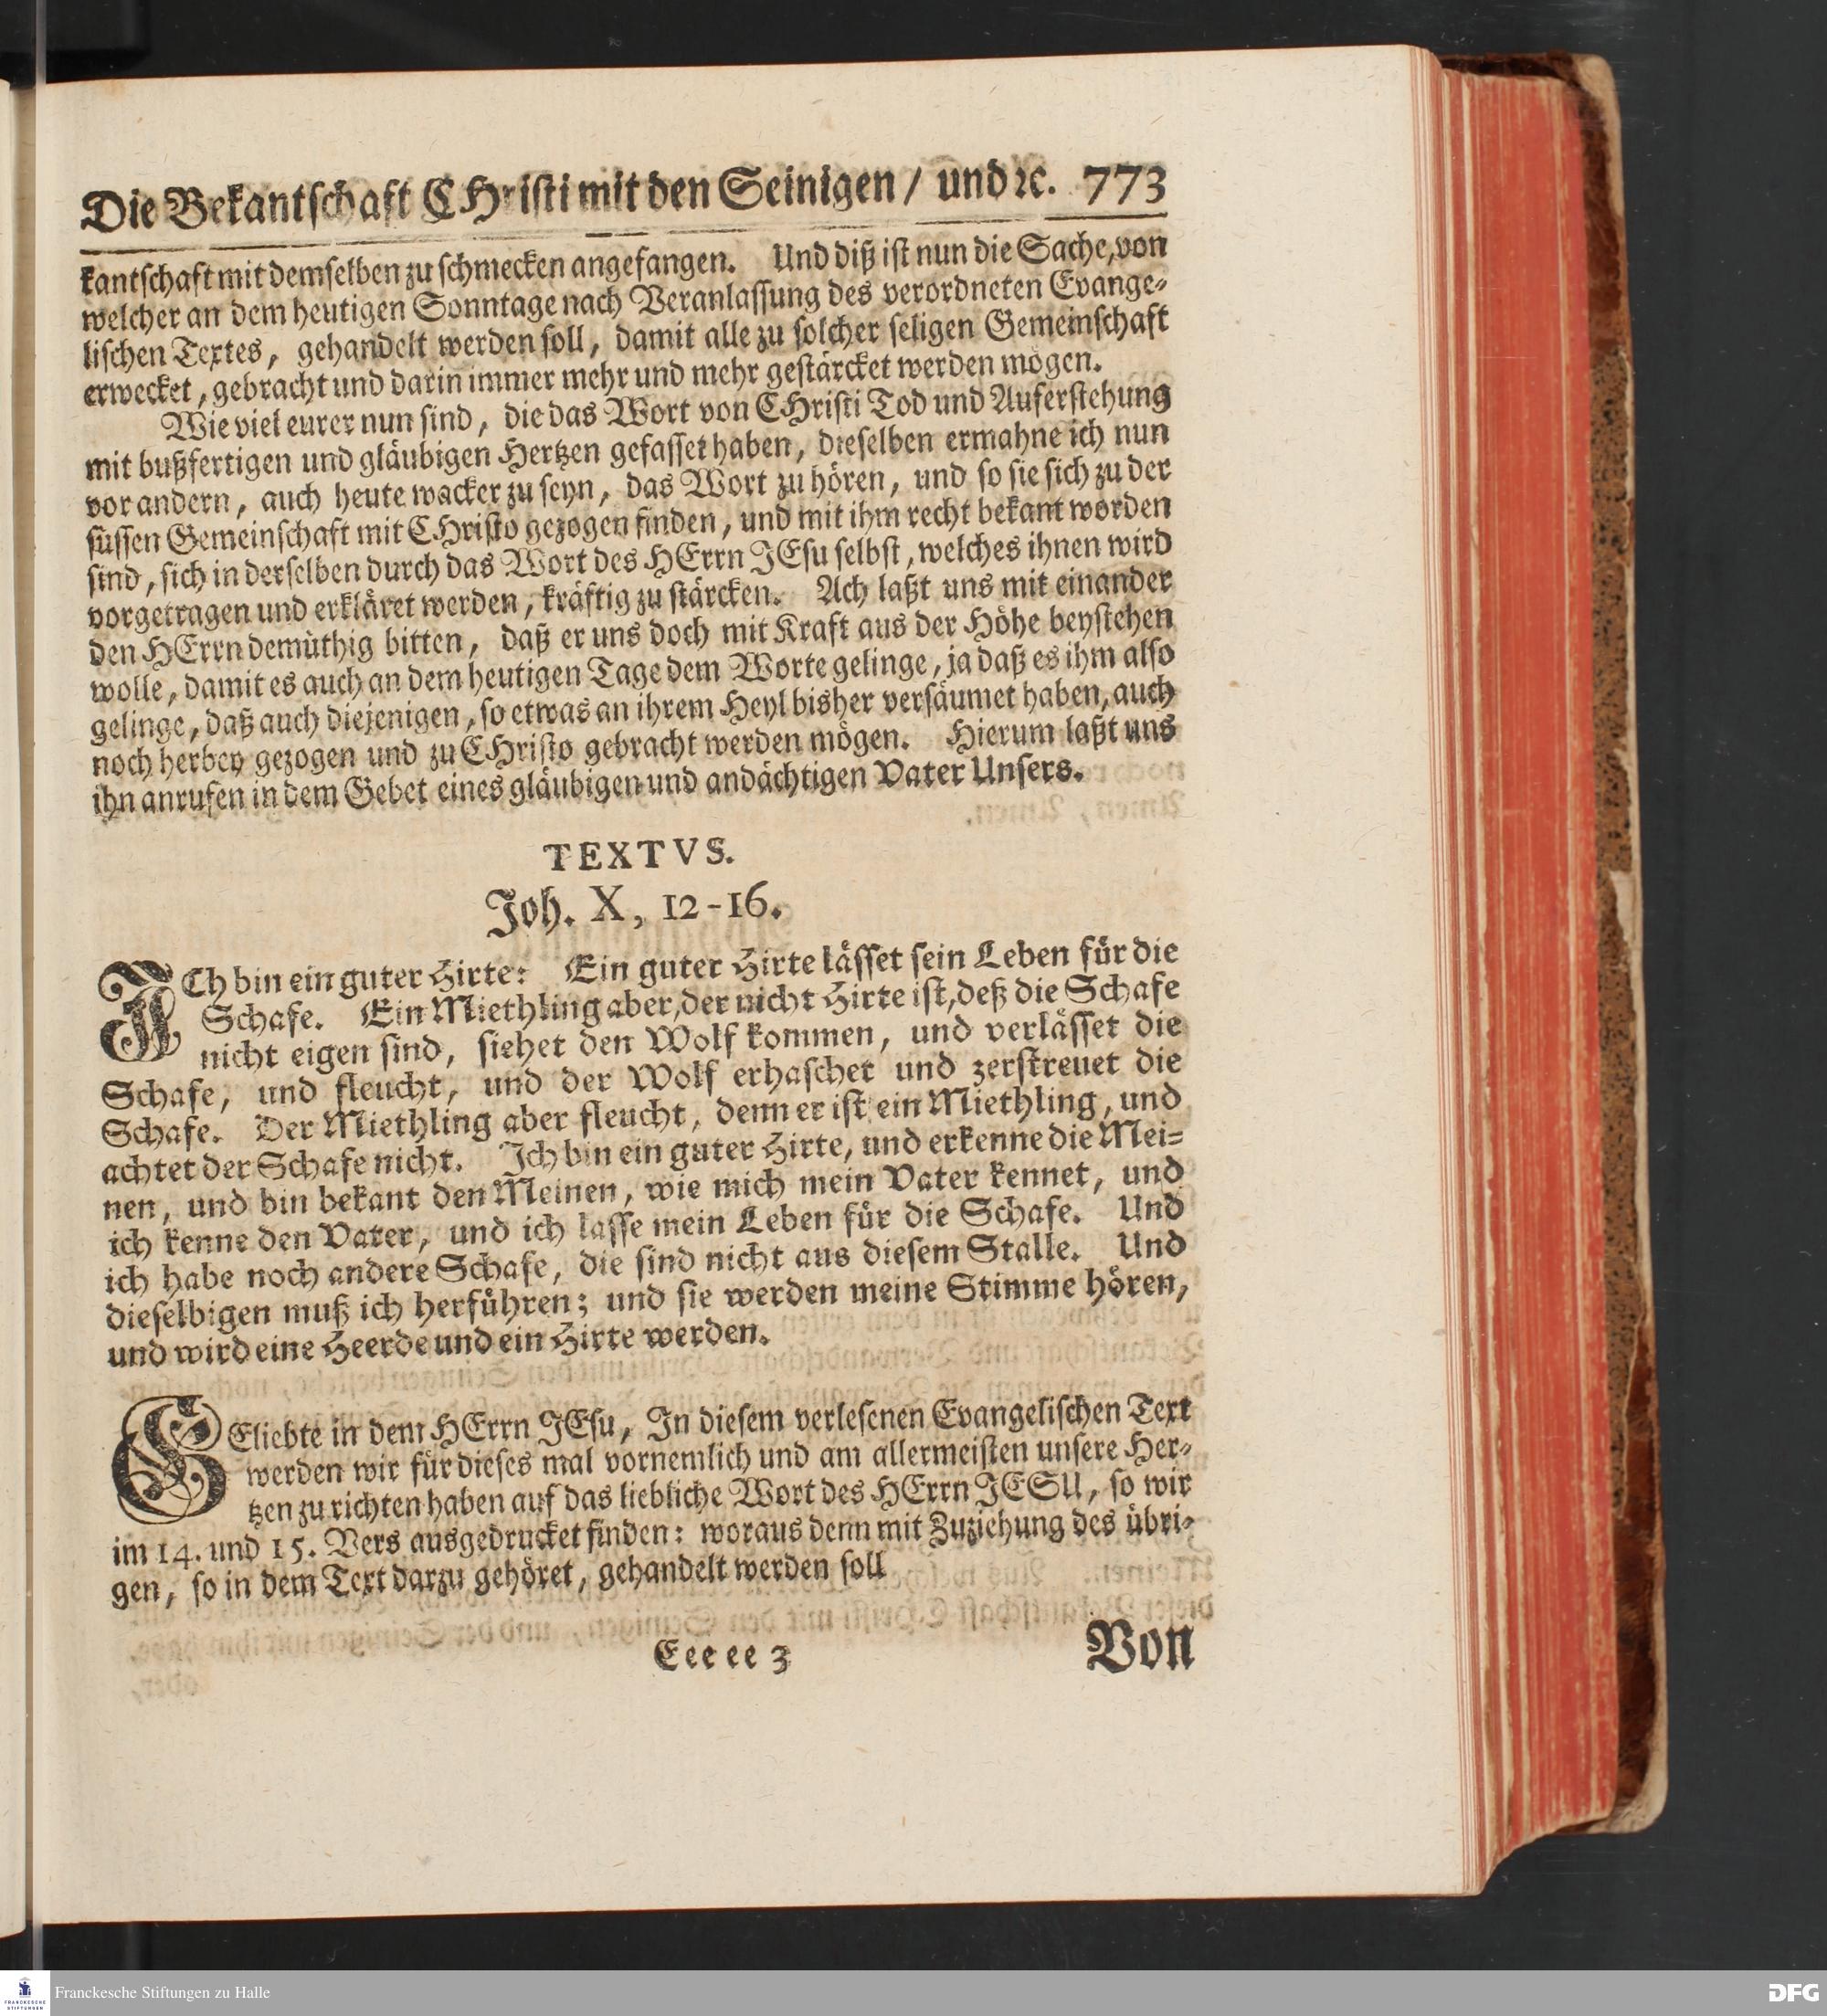 Die Bekantschaft CHristi mit den Seinigen / und ꝛc. 773
kantschaft mit demselben zu schmecken angefangen. Und diß ist nun die Sache, von
welcher an dem heutigen Sonntage nach Veranlassung des verordneten Evange-
lischen Textes, gehandelt werden soll, damit alle zu solcher seligen Gemeinschaft
erwecket, gebracht und darin immer mehr und mehr gestärcket werden mögen.
Wie viel eurer nun sind, die das Wort von CHristi Tod und Auferstehung
mit bußfertigen und gläubigen Hertzen gefasset haben, dieselben ermahne ich nun
vor andern, auch heute wacker zu seyn, das Wort zu hören, und so sie sich zu der
süssen Gemeinschaft mit CHristo gezogen finden, und mit ihm recht bekant worden
sind, sich in derselben durch das Wort des HErrn JEsu selbst, welches ihnen wird
vorgetragen und erkläret werden, kräftig zu stärcken. Ach laßt uns mit einander
den HErrn demüthig bitten, daß er uns doch mit Kraft aus der Höhe beystehen
wolle, damit es auch an dem heutigen Tage dem Worte gelinge, ja daß es ihm also
gelinge, daß auch diejenigen, so etwas an ihrem Heyl bisher versäumet haben, auch
noch herbey gezogen und zu CHristo gebracht werden mögen. Hierum laßt uns
ihn anrufen in dem Gebet eines gläubigen und andächtigen Vater Unsers.
TEXTVS.
Joh. X, 12-16.
JCh bin ein guter Hirte: Ein guter Hirte lässet sein Leben für die
Schafe. Ein Miethling aber, der nicht Hirte ist, deß die Schafe
nicht eigen sind, siehet den Wolf kommen, und verlässet die
Schafe, und fleucht, und der Wolf erhaschet und zerstreuet die
Schafe. Der Miethling aber fleucht, denn er ist ein Miethling, und
achtet der Schafe nicht. Ich bin ein guter Hirte, und erkenne die Mei-
nen, und bin bekant den Meinen, wie mich mein Vater kennet, und
ich kenne den Vater, und ich lasse mein Leben für die Schafe. Und
ich habe noch andere Schafe, die sind nicht aus diesem Stalle. Und
dieselbigen muß ich herführen; und sie werden meine Stimme hören,
und wird eine Heerde und ein Hirte werden.
GEliebte in dem HErrn JEsu, In diesem verlesenen Evangelischen Text
werden wir für dieses mal vornemlich und am allermeisten unsere Her-
tzen zu richten haben auf das liebliche Wort des HErrn JESU, so wir
im 14. und 15. Vers ausgedrucket finden: woraus denn mit Zuziehung des übri-
gen, so in dem Text darzu gehöret, gehandelt werden soll
Eee ee 3 Von
Franckesche Stiftungen zu Halle
FRANCKESCHE STIFTUNGEN
DFG